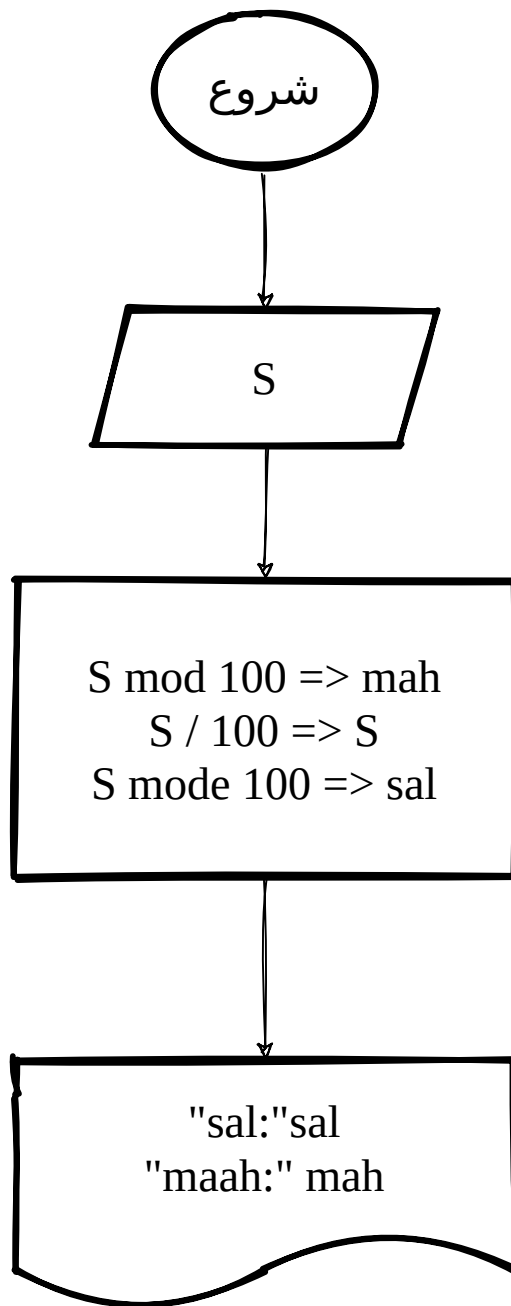 شروع
S
S mod 100 => mah
S / 100 => S
S mode 100 => sal
"sal:"sal
"maah:" mah